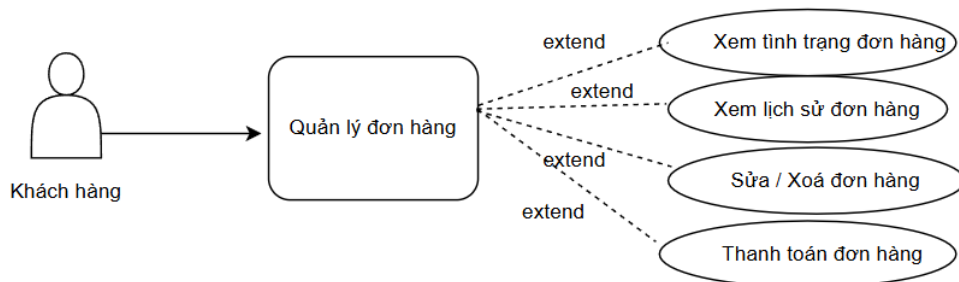 extend
Xem tình trạng đơn hàng
extend
Xem lịch sử đơn hàng
Quản lý đơn hàng
extend
Sửa / Xoá đơn hàng
Khách hàng
extend
Thanh toán đơn hàng